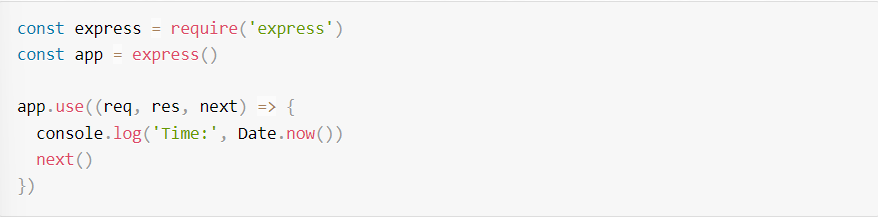 const express = require('express')
const app = express()

app.use((req, res, next) => {
  console.log('Time:', Date.now())
  next()
})